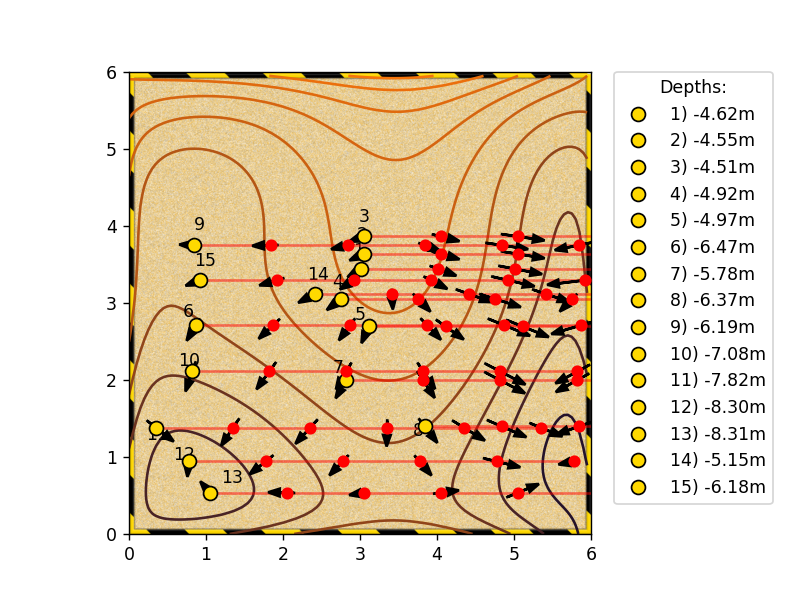 Depths:
1) -4.62m
2) -4.55m
3) -4.51m
4) -4.92m
5) -4.97m
6) -6.47m
7) -5.78m
8) -6.37m
9) -6.19m
10) -7.08m
11) -7.82m
12) -8.30m
13) -8.31m
14) -5.15m
15) -6.18m
6
5
4
3
2
1
0
0 1 2 3 4 5 6
3
9
15
14
4
6
5
10
7
8
12
13